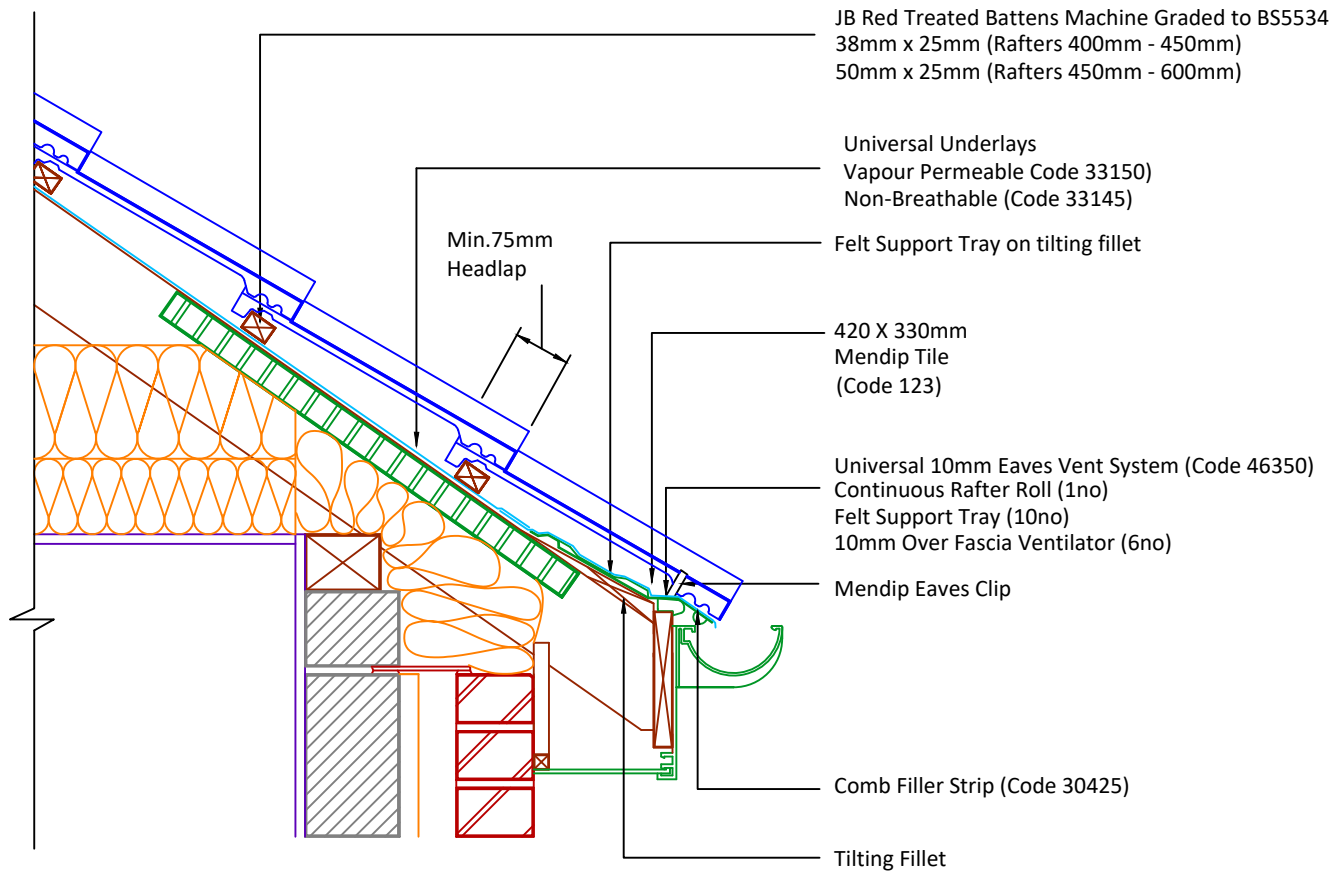 JB Red Treated Battens Machine Graded to BS5534
38mm x 25mm (Rafters 400mm - 450mm)
50mm x 25mm (Rafters 450mm - 600mm)
Universal Underlays
Vapour Permeable Code 33150)
Non-Breathable (Code 33145)
Min.75mm
Headlap
Felt Support Tray on tilting fillet
420 X 330mm
Mendip Tile
(Code 123)
Universal 10mm Eaves Vent System (Code 46350)
Continuous Rafter Roll (1no)
Felt Support Tray (10no)
10mm Over Fascia Ventilator (6no)
Mendip Eaves Clip
Comb Filler Strip (Code 30425)
Tilting Fillet